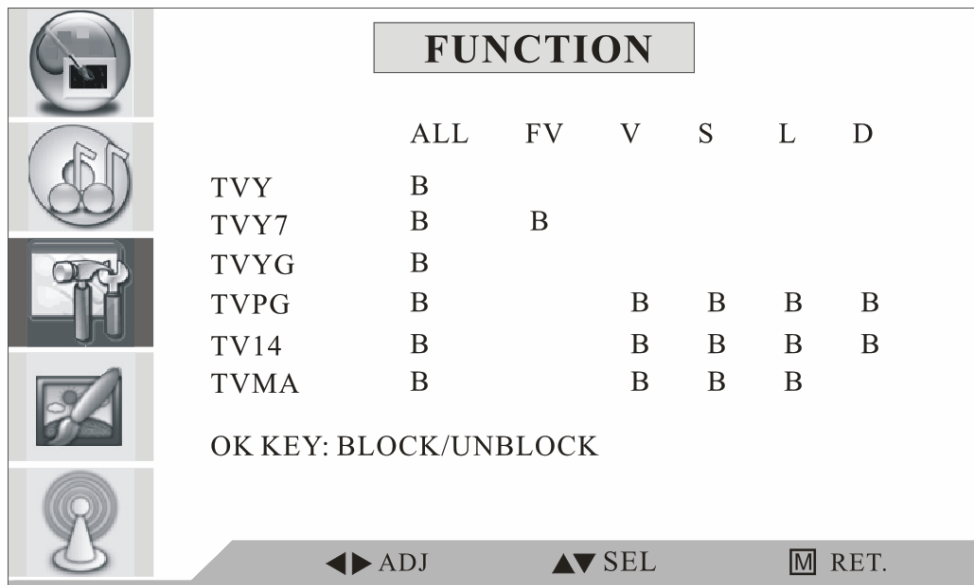 FUNCTION
ALL FV V S L D
TVY B
TVY7 B B
TVYG B
TVPG B B B B B
TV14 B B B B B
TVMA B B B B
OK KEY: BLOCK/UNBLOCK
◀▶ ADJ ▲▼ SEL M RET.